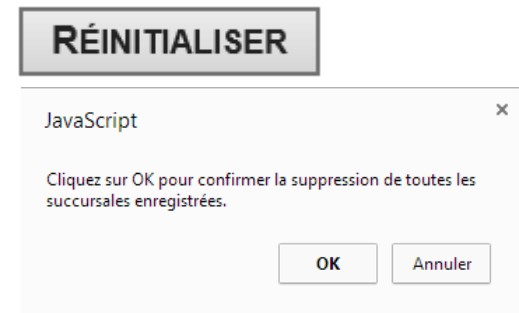 RÉINITIALISER
JavaScript
Cliquez sur OK pour confirmer la suppression de toutes les
succursales enregistrées.
OK Annuler